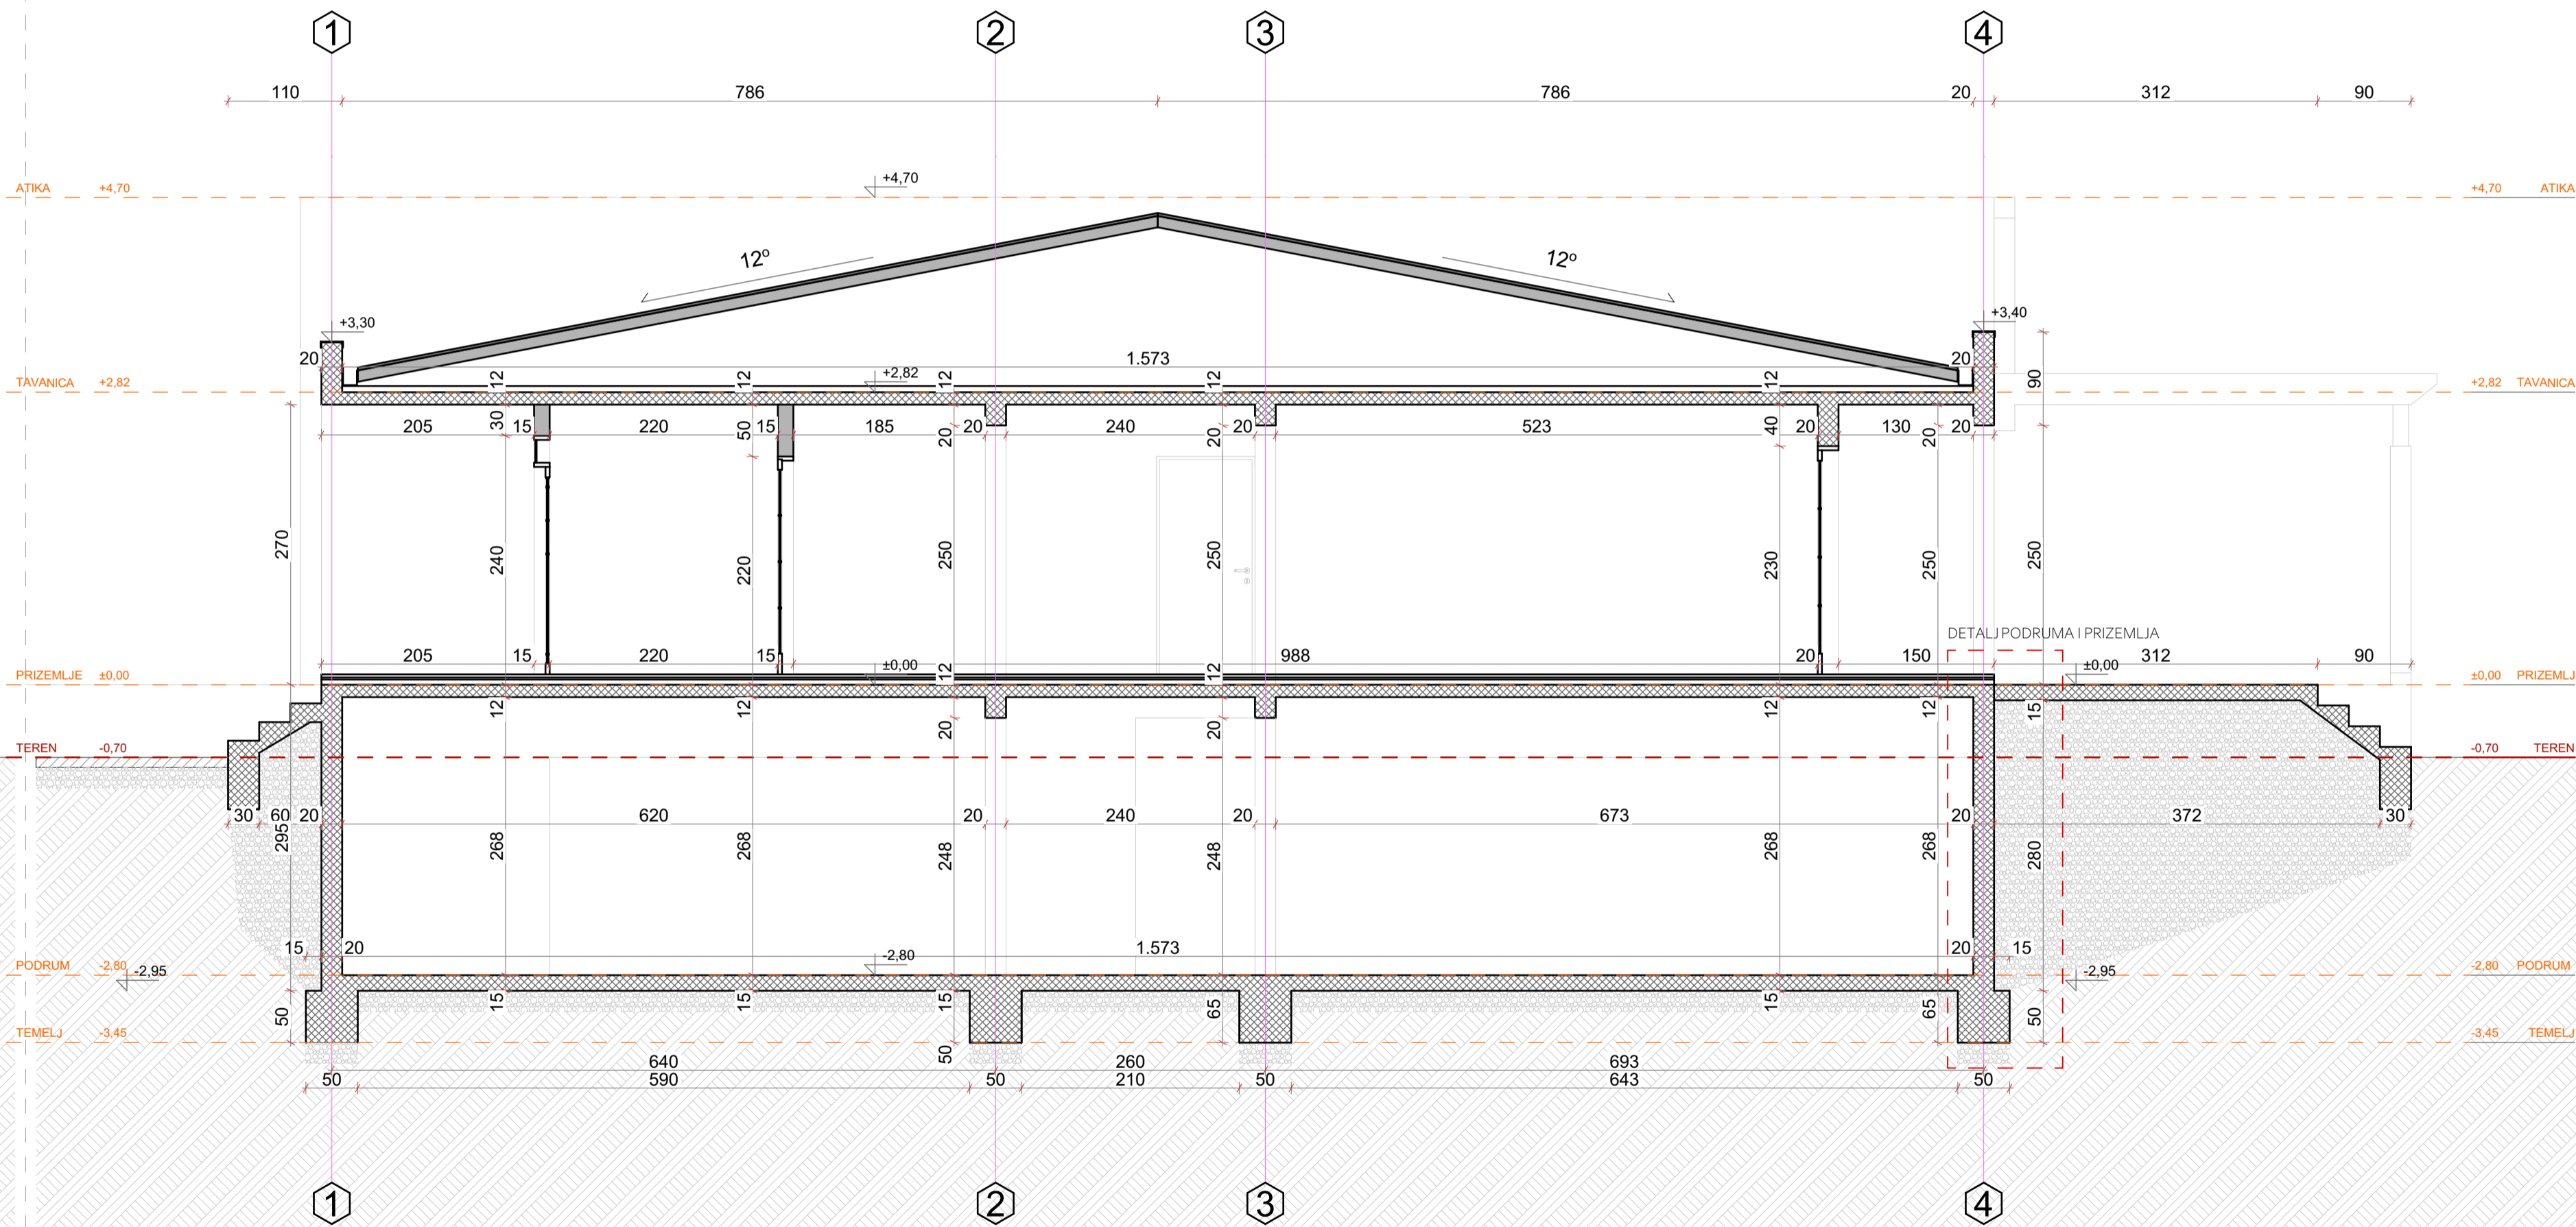 1 2 3 4
110 786 786 20 312 90
ATIKA +4,70 +4,70 +4,70 ATIKA
12º 12º
+3,30 +3,40
20 1.573 20
TAVANICA +2,82 12 12 +2,82 12 12 12 90 +2,82 TAVANICA
30 50 20 20 40 20
205 15 220 15 185 20 240 20 523 20 130 20
270 240 220 250 250 230 250 250
DETALJ PODRUMA I PRIZEMLJA
205 15 220 15 988 20 150 312 90
PRIZEMLJE ±0,00 ±0,00 12 12 ±0,00 ±0,00 PRIZEMLJ
12 12 20 20 12 12 15
TEREN -0,70 -0,70 TEREN
30 60 20 620 20 240 20 673 20 372 30
295 268 268 248 248 268 268 280
15 20 1.573 20 15
PODRUM -2,80 -2,95 -2,80 -2,95 -2,80 PODRUM
50 15 15 15 65 15 65 50
TEMELJ -3,45 -3,45 TEMELJ
50
640 260 693
50 590 50 210 50 643 50
1 2 3 4